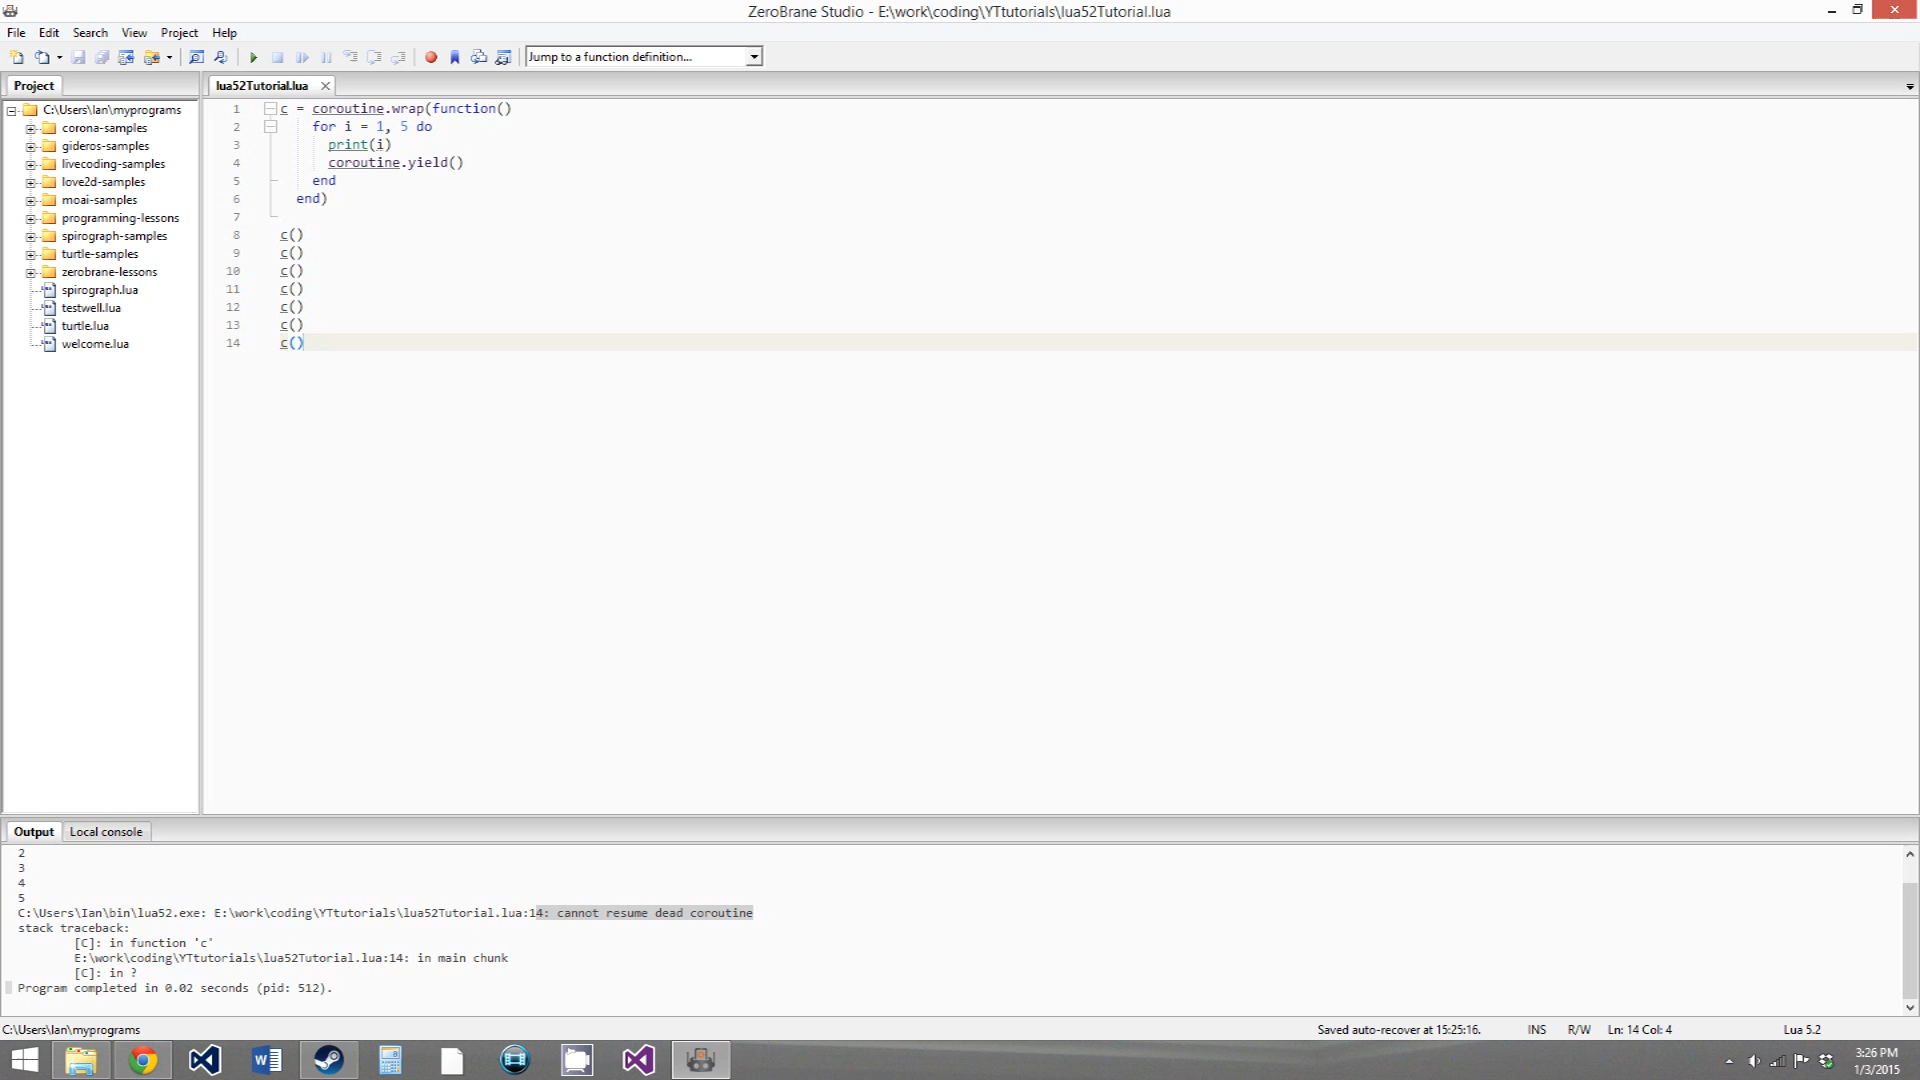 ZeroBrane Studio - E:\work\coding\YTtutorials\lua52Tutorial.lua
File Edit Search View Project Help
Jump to a function definition...
Project
lua52Tutorial.lua
C:\Users\Ian\myprograms
corona-samples
gideros-samples
livecoding-samples
love2d-samples
moai-samples
programming-lessons
spirograph-samples
turtle-samples
zerobrane-lessons
spirograph.lua
testwell.lua
turtle.lua
welcome.lua
1 c = coroutine.wrap(function()
2 for i = 1, 5 do
3 print(i)
4 coroutine.yield()
5 end
6 end)
7
8 c()
9 c()
10 c()
11 c()
12 c()
13 c()
14 c()
Output Local console
2
3
4
5
C:\Users\Ian\bin\lua52.exe: E:\work\coding\YTtutorials\lua52Tutorial.lua:14: cannot resume dead coroutine
stack traceback:
[C]: in function 'c'
E:\work\coding\YTtutorials\lua52Tutorial.lua:14: in main chunk
[C]: in ?
Program completed in 0.02 seconds (pid: 512).
C:\Users\Ian\myprograms Saved auto-recover at 15:25:16. INS R/W Ln: 14 Col: 4 Lua 5.2
3:26 PM
1/3/2015